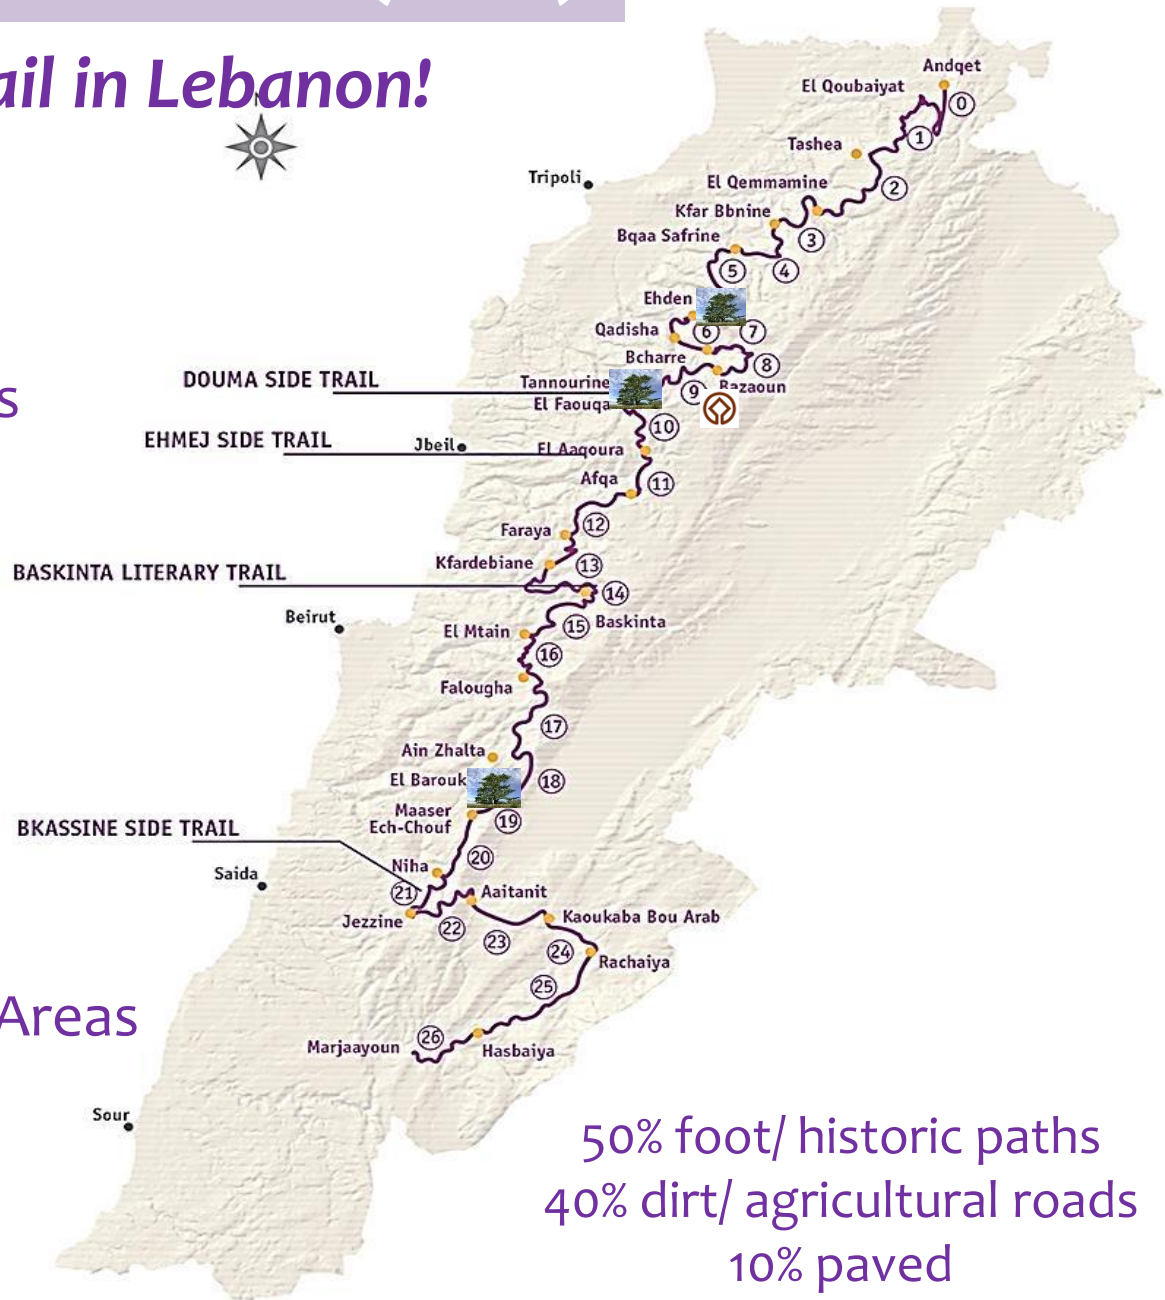 ail in Lebanon!
N
Andqet
El Qoubaiyat
0
1
Tashea
2
Tripoli
El Qemmamine
Kfar Bbnine
3
Bqaa Safrine
4
5
Ehden
6
7
Qadisha
Bcharre
8
DOUMA SIDE TRAIL
Tannourine
El Faouqa
9
Bazaoun
s
10
EHMEJ SIDE TRAIL
Jbeil
El Aaqoura
Afqa
11
12
Faraya
Kfardebiane
13
BASKINTA LITERARY TRAIL
14
Beirut
15
Baskinta
El Mtain
16
Falougha
17
Ain Zhalta
El Barouk
18
Maaser
Ech-Chouf
19
BKASSINE SIDE TRAIL
20
Niha
Saida
21
Aaitanit
Jezzine
22
Kaoukaba Bou Arab
23
24
Rachaiya
25
Areas
26
Marjaayoun
Hasbaiya
Sour
50% foot/ historic paths
40% dirt/ agricultural roads
10% paved